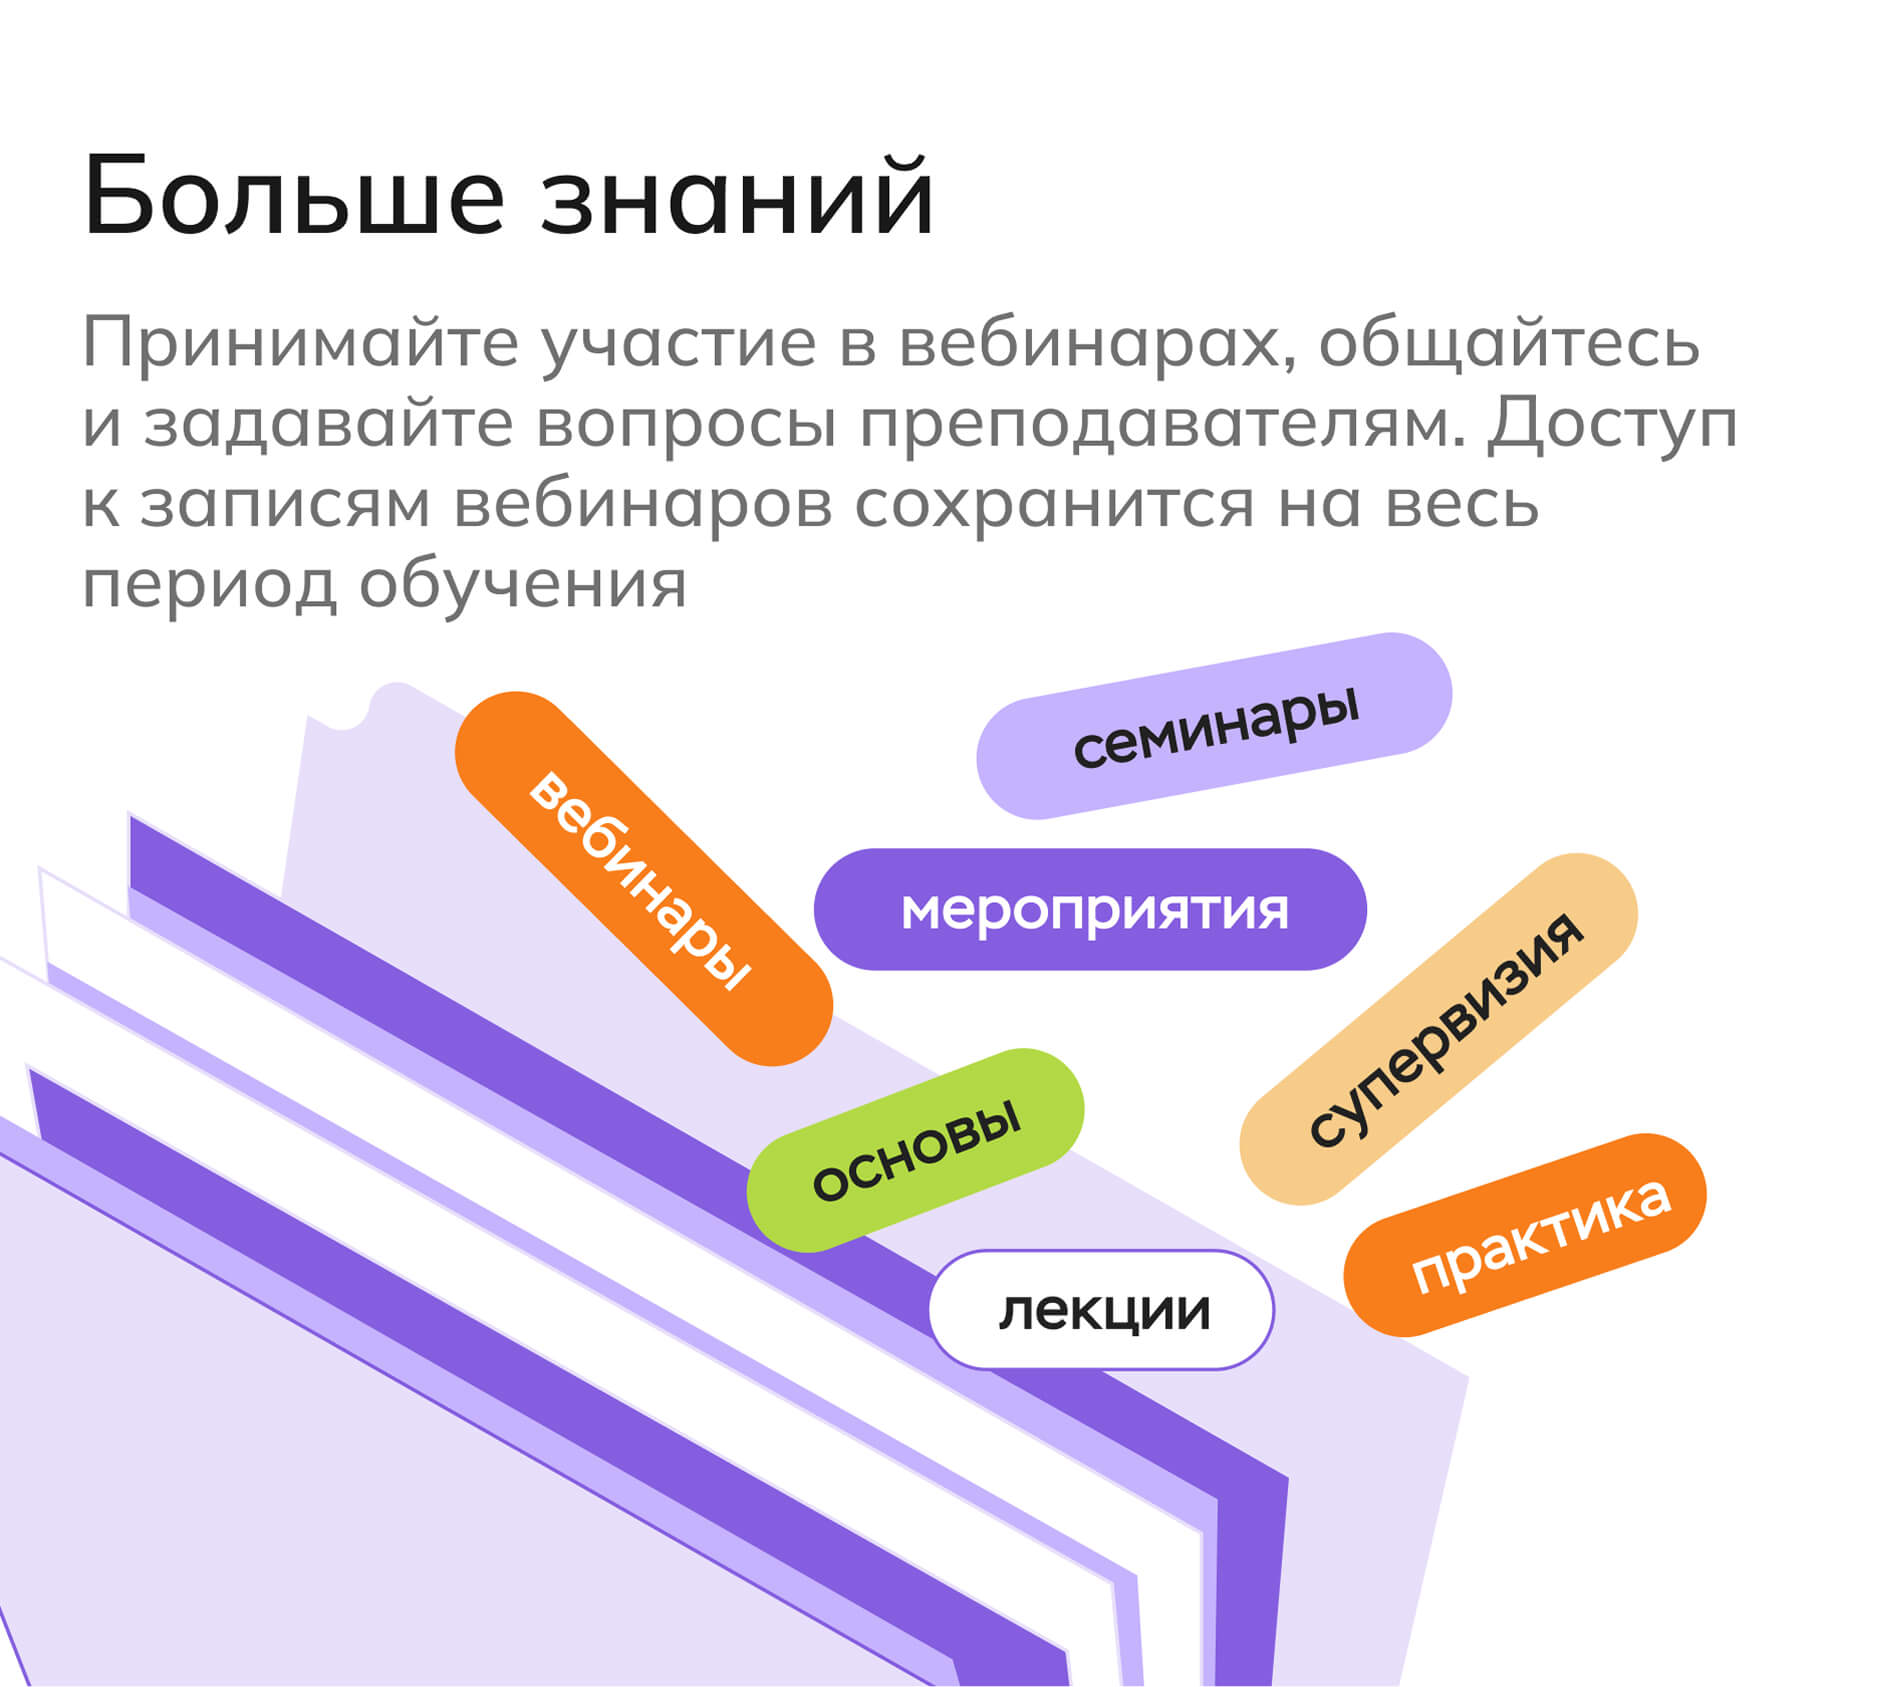 Больше знаний
Принимайте участие в вебинарах, общайтесь
и задавайте вопросы преподавателям. Доступ
к записям вебинаров сохранится на весь
период обучения
семинары
вебинары
мероприятия
супервизия
основы
практика
лекции